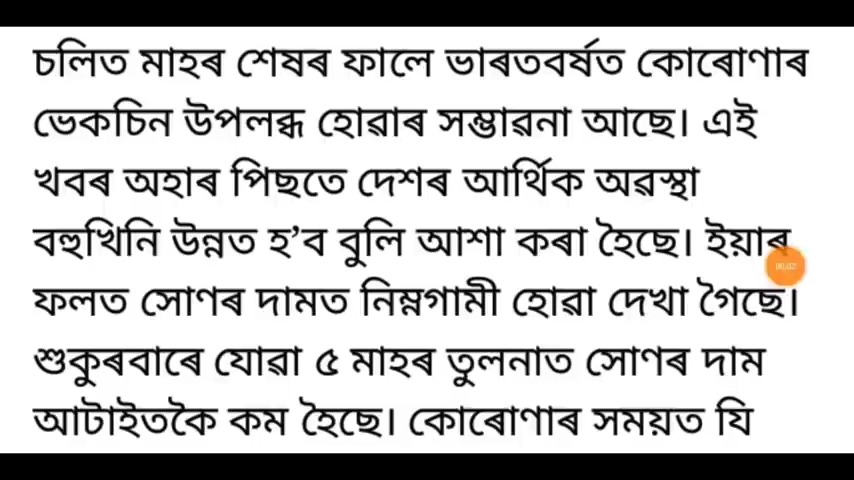 চলিত মাহৰ শেষৰ ফালে ভাৰতবৰ্ষত কোৰোণাৰ
ভেকচিন উপলব্ধ হোৱাৰ সম্ভাৱনা আছে। এই
খবৰ অহাৰ পিছতে দেশৰ আৰ্থিক অৱস্থা
বহুখিনি উন্নত হ’ব বুলি আশা কৰা হৈছে। ইয়াৰ
ফলত সোণৰ দামত নিম্নগামী হোৱা দেখা গৈছে।
শুকুৰবাৰে যোৱা ৫ মাহৰ তুলনাত সোণৰ দাম
আটাইতকৈ কম হৈছে। কোৰোণাৰ সময়ত যি